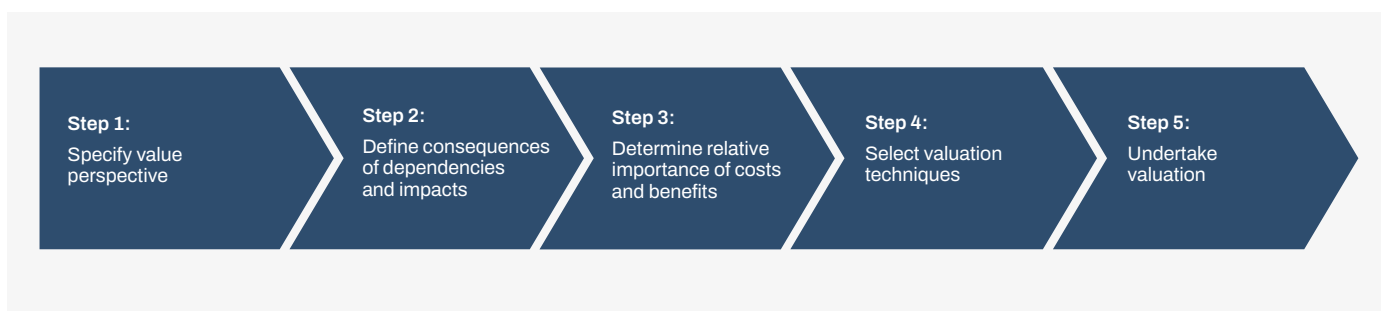 Step 1:
Specify value
perspective
Step 2:
Define consequences
of dependencies
and impacts
Step 3:
Determine relative
importance of costs
and benefits
Step 4:
Select valuation
techniques
Step 5:
Undertake
valuation